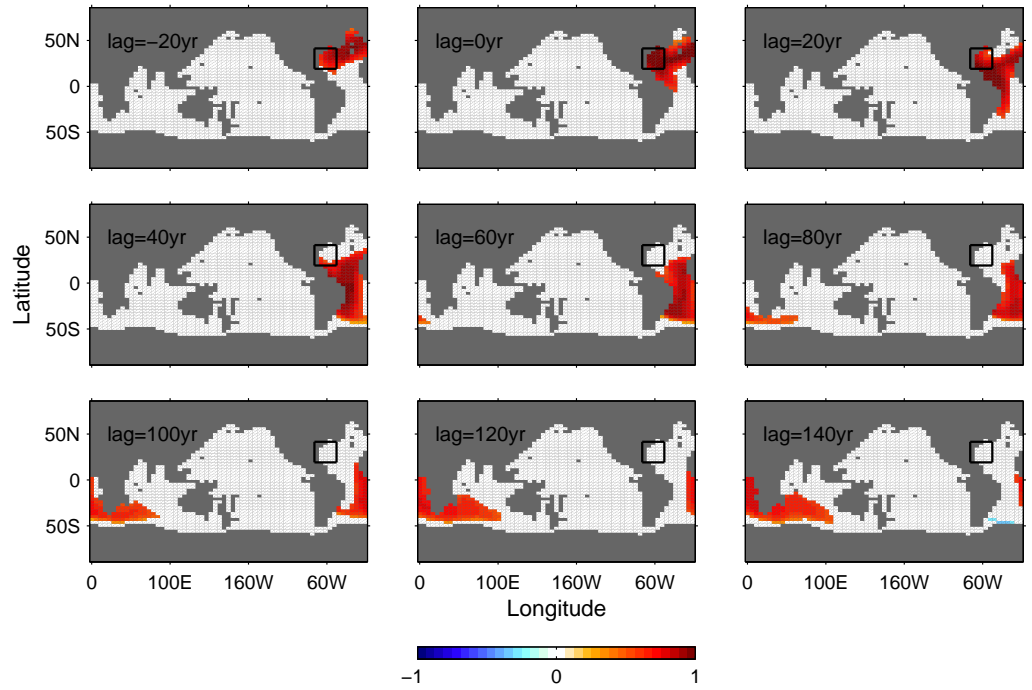 50N
0
50S
lag=−20yr
lag=0yr
lag=20yr
Latitude
50N
0
50S
lag=40yr
lag=60yr
lag=80yr
50N
0
50S
lag=100yr
lag=120yr
lag=140yr
0 100E 160W 60W
0 100E 160W 60W
0 100E 160W 60W
Longitude
−1 0 1